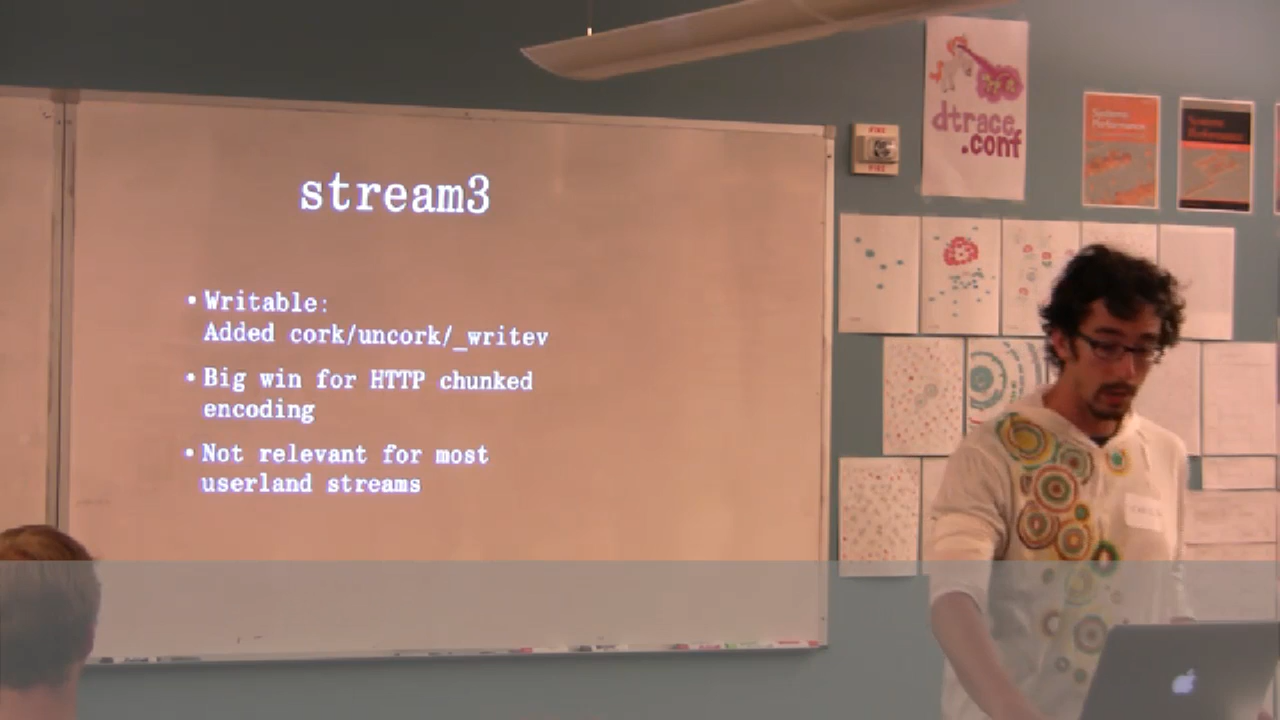 stream3
• Writable:
Added cork/uncork/_writev
• Big win for HTTP chunked
encoding
• Not relevant for most
userland streams
dtrace
.conf
FIRE
FIRE
Systems
Performance
Systems
Performance